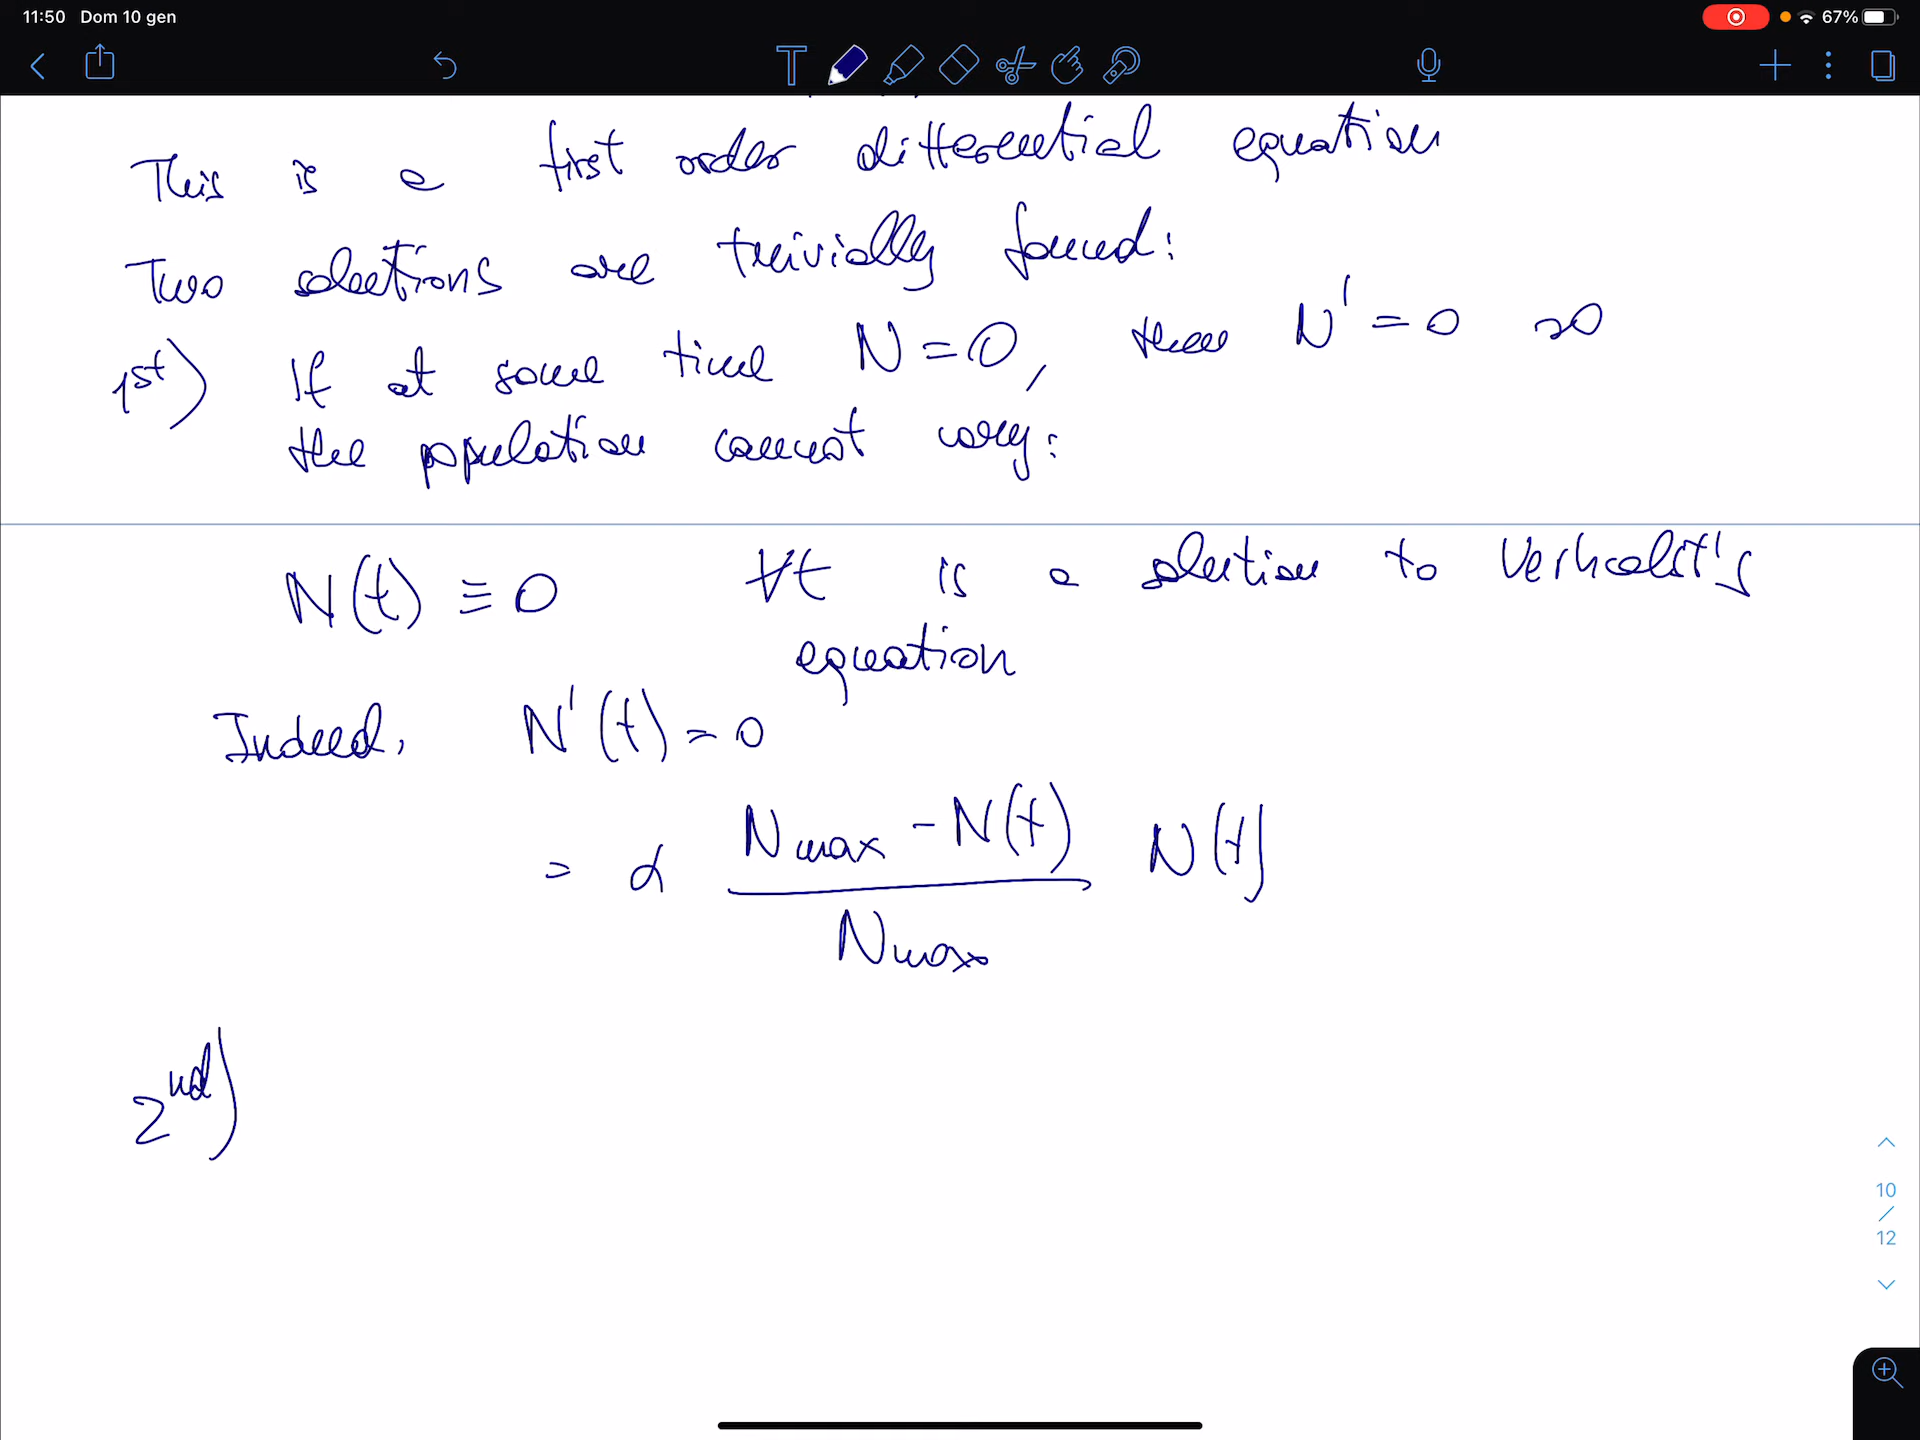 11:50 Dom 10 gen
67%
This is a first order differential equation
Two solutions are trivially found:
1st) If at some time N = 0, then N' = 0 so
the population cannot vary:
N(t) ≡ 0 ∀t is a solution to Verhulst's
equation
Indeed, N'(t) = 0
= α (Nmax - N(t)) / Nmax N(t)
2nd)
10
/
12